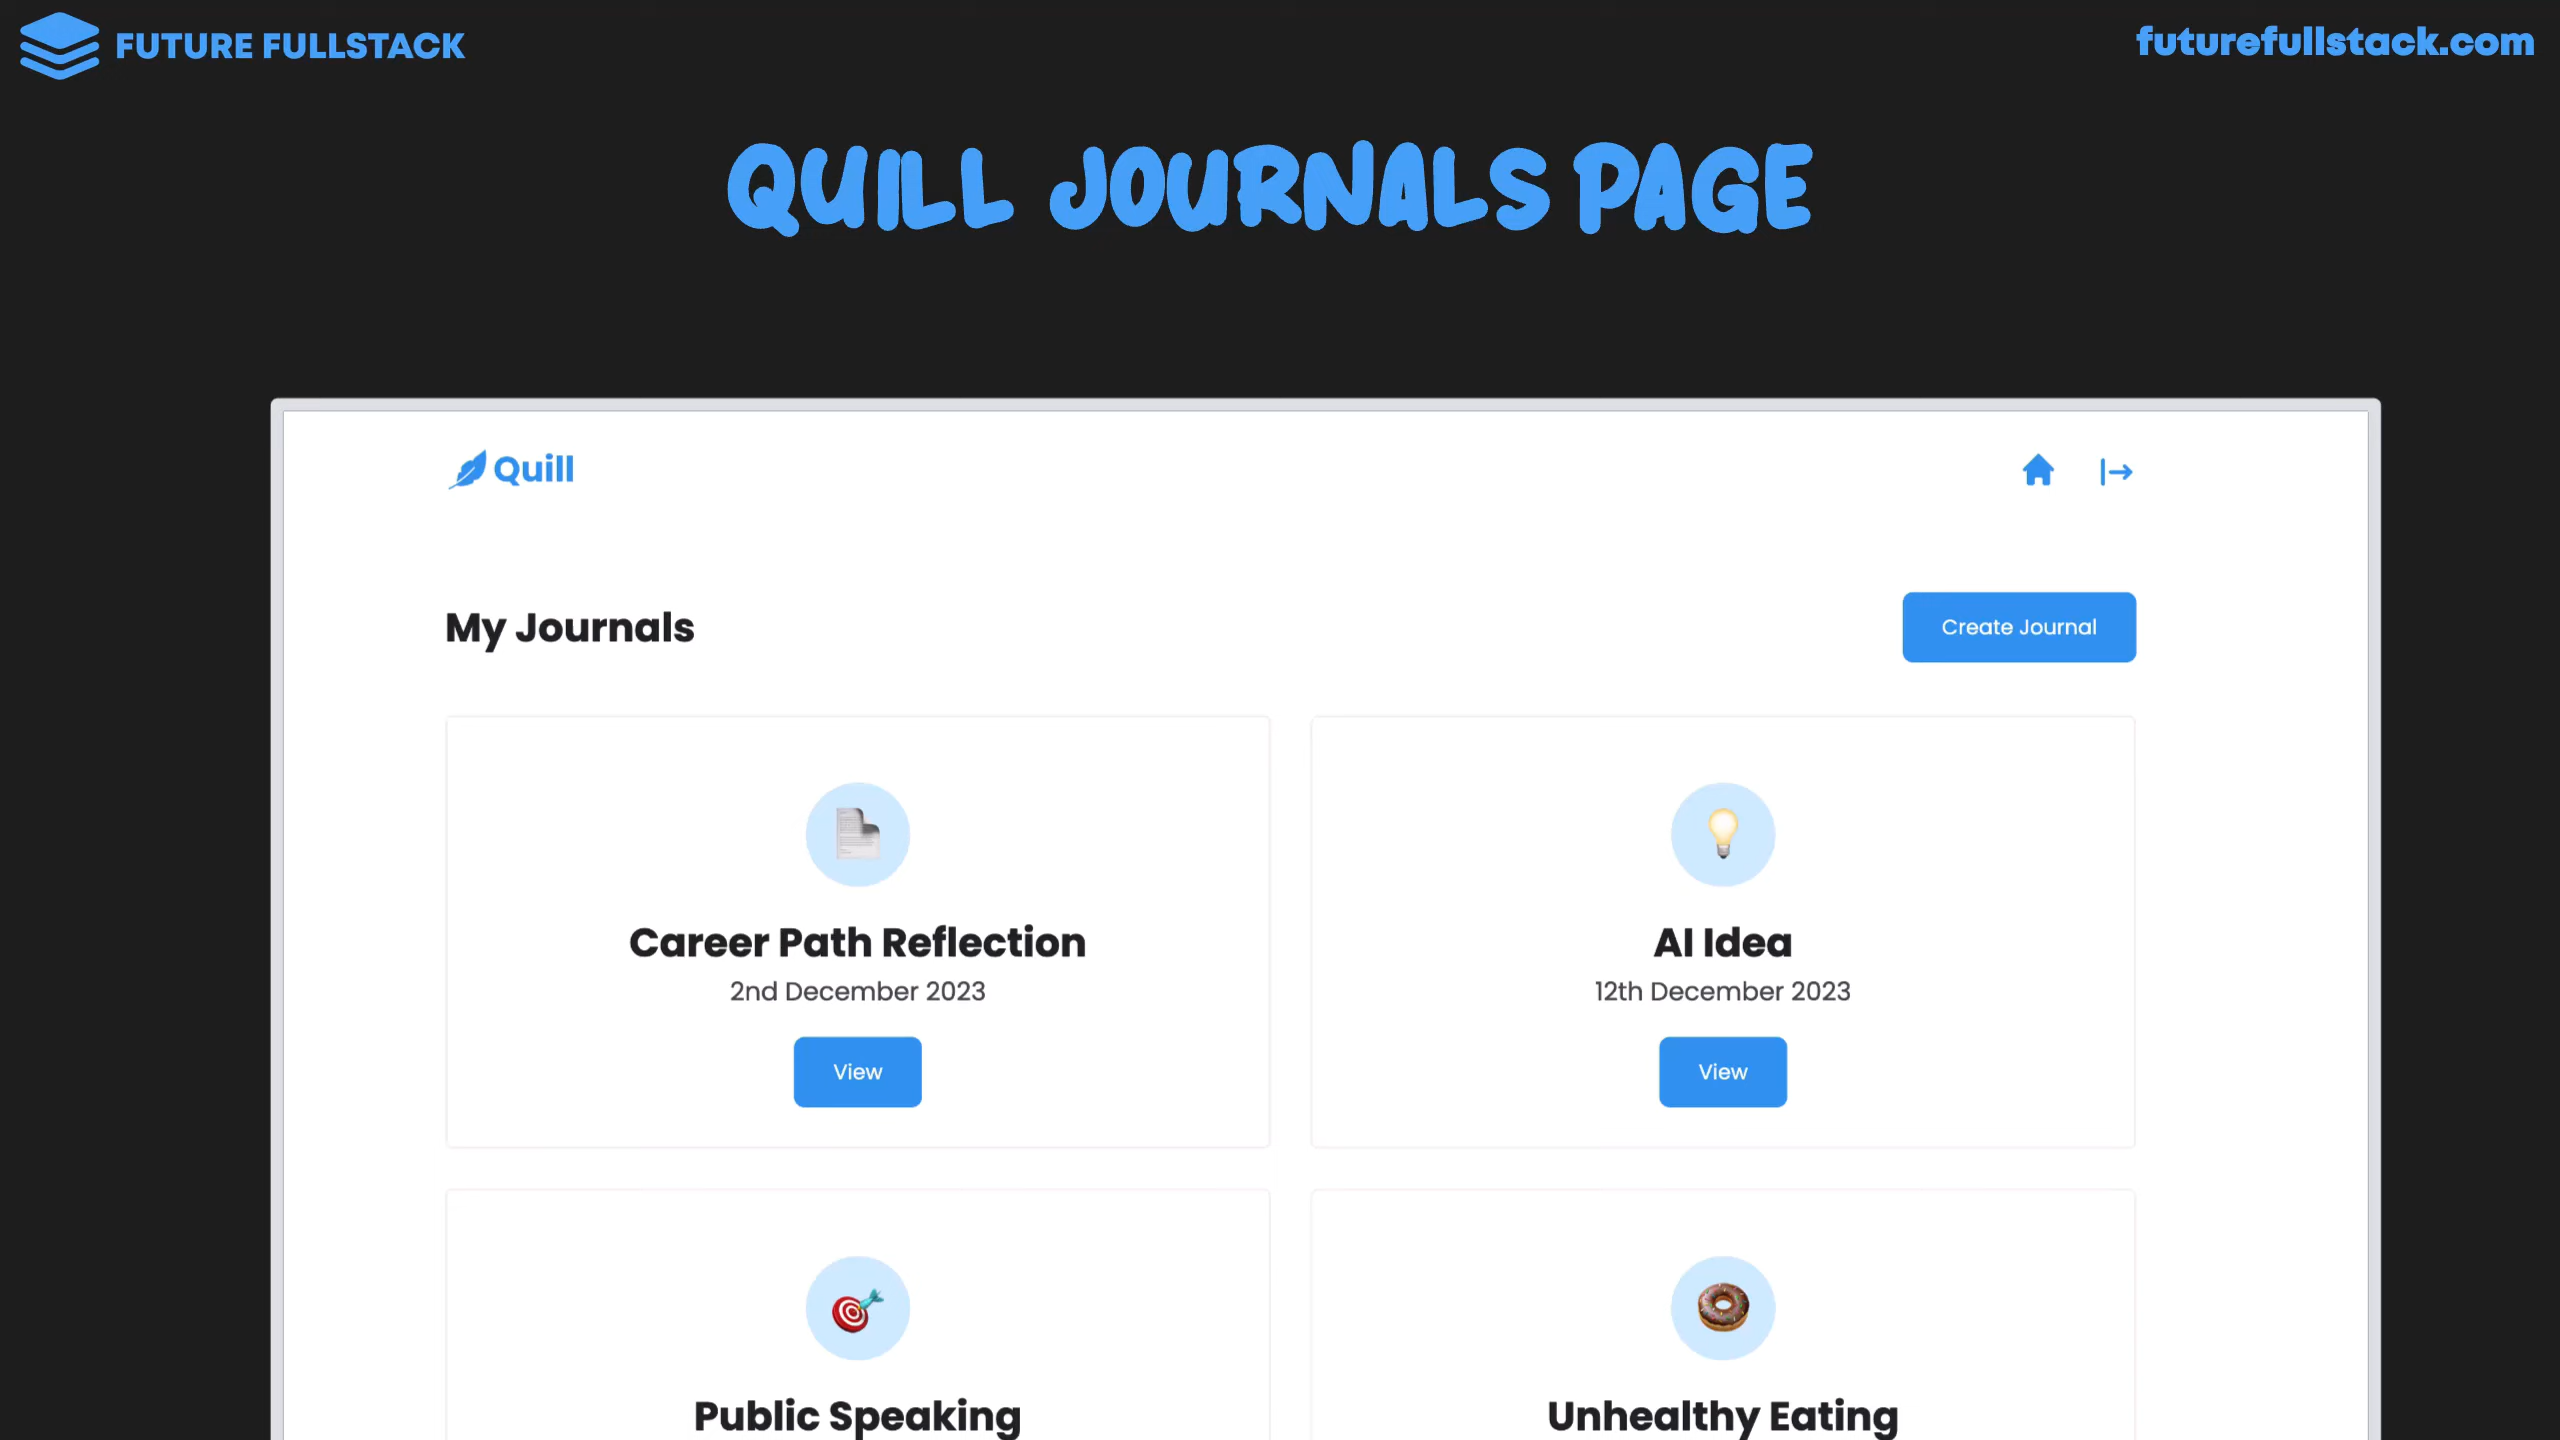 FUTURE FULLSTACK
futurefullstack.com
QUILL JOURNALS PAGE
Quill
My Journals
Create Journal
Career Path Reflection
2nd December 2023
View
AI Idea
12th December 2023
View
Public Speaking
Unhealthy Eating